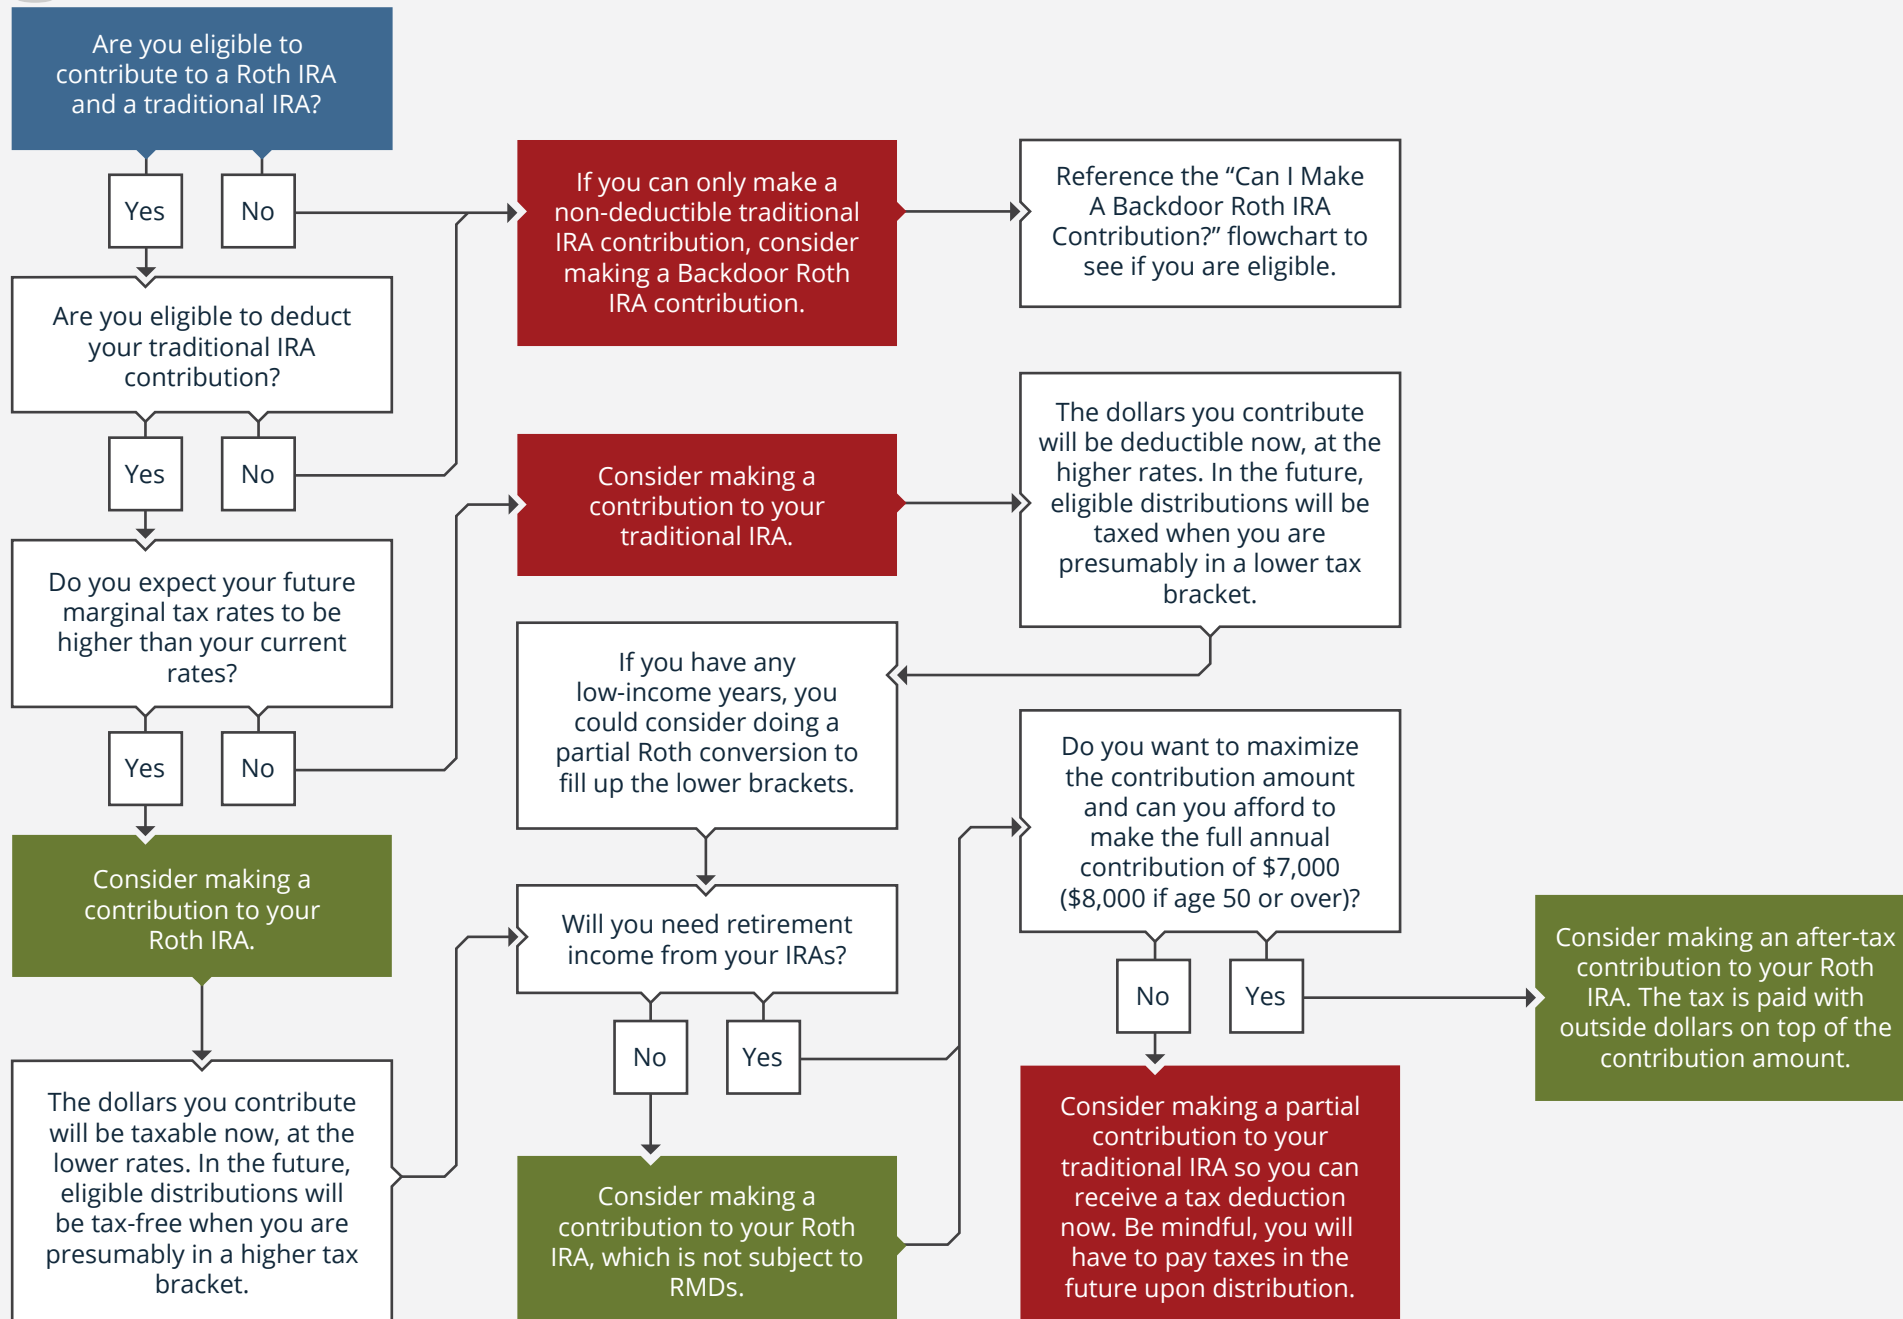 Are you eligible to
contribute to a Roth IRA
and a traditional IRA?
Yes
No
If you can only make a
non-deductible traditional
IRA contribution, consider
making a Backdoor Roth
IRA contribution.
Reference the “Can I Make
A Backdoor Roth IRA
Contribution?” flowchart to
see if you are eligible.
Are you eligible to deduct
your traditional IRA
contribution?
Yes
No
Consider making a
contribution to your
traditional IRA.
The dollars you contribute
will be deductible now, at the
higher rates. In the future,
eligible distributions will be
taxed when you are
presumably in a lower tax
bracket.
Do you expect your future
marginal tax rates to be
higher than your current
rates?
Yes
No
If you have any
low-income years, you
could consider doing a
partial Roth conversion to
fill up the lower brackets.
Consider making a
contribution to your
Roth IRA.
The dollars you contribute
will be taxable now, at the
lower rates. In the future,
eligible distributions will
be tax-free when you are
presumably in a higher tax
bracket.
Will you need retirement
income from your IRAs?
No
Yes
Consider making a
contribution to your Roth
IRA, which is not subject to
RMDs.
Do you want to maximize
the contribution amount
and can you afford to
make the full annual
contribution of $7,000
($8,000 if age 50 or over)?
No
Yes
Consider making a partial
contribution to your
traditional IRA so you can
receive a tax deduction
now. Be mindful, you will
have to pay taxes in the
future upon distribution.
Consider making an after-tax
contribution to your Roth
IRA. The tax is paid with
outside dollars on top of the
contribution amount.